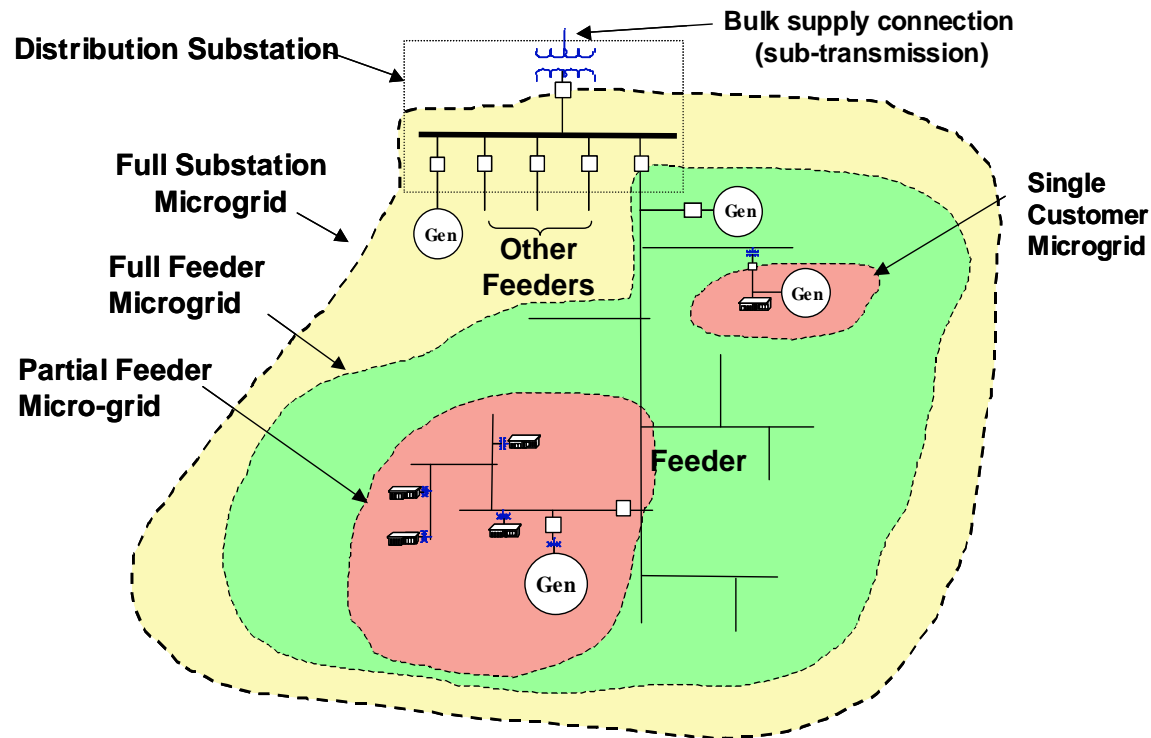 Bulk supply connection
(sub-transmission)
Distribution Substation
Full Substation
Microgrid
Single
Customer
Microgrid
Gen
Gen
Other
Feeders
Full Feeder
Microgrid
Gen
Partial Feeder
Micro-grid
Feeder
Gen